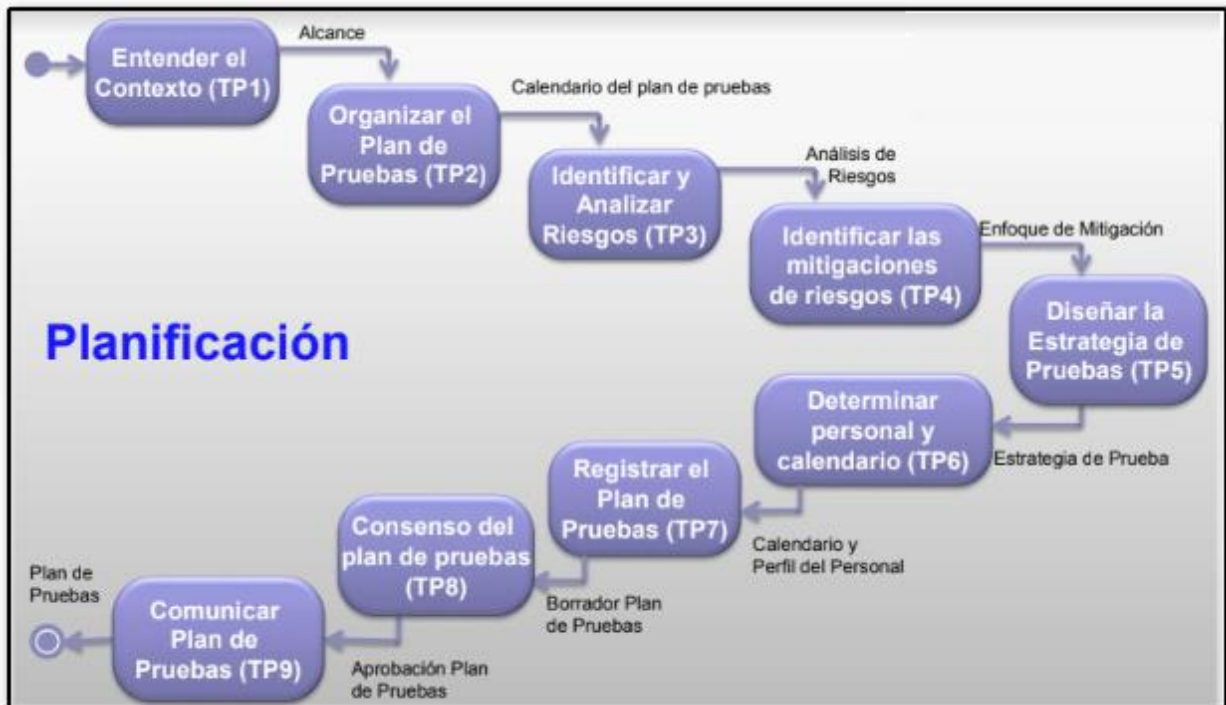 Entender el
Contexto (TP1)
Alcance
Organizar el
Plan de
Pruebas (TP2)
Calendario del plan de pruebas
Identificar y
Analizar
Riesgos (TP3)
Análisis de
Riesgos
Identificar las
mitigaciones
de riesgos (TP4)
Enfoque de Mitigación
Diseñar la
Estrategia de
Pruebas (TP5)
Planificación
Estrategia de Prueba
Determinar
personal y
calendario (TP6)
Calendario y
Perfil del Personal
Registrar el
Plan de
Pruebas (TP7)
Borrador Plan
de Pruebas
Consenso del
plan de pruebas
(TP8)
Aprobación Plan
de Pruebas
Comunicar
Plan de
Pruebas (TP9)
Plan de
Pruebas